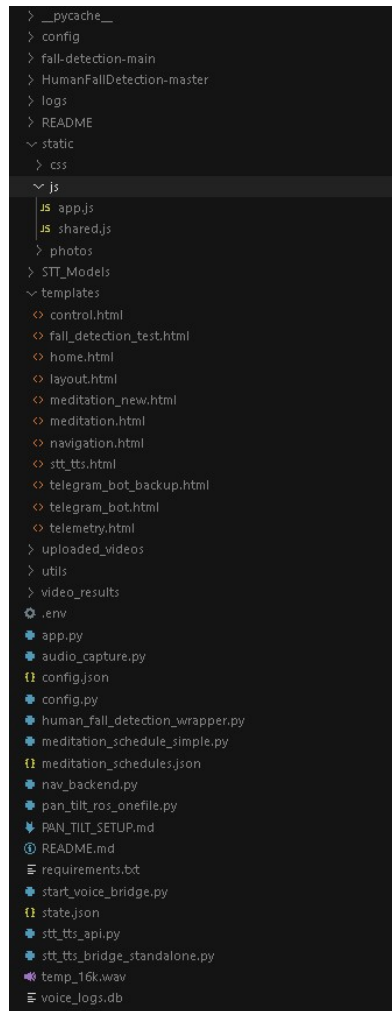 __pycache__
config
fall-detection-main
HumanFallDetection-master
logs
README
static
css
js
JS app.js
JS shared.js
photos
STT_Models
templates
<> control.html
<> fall_detection_test.html
<> home.html
<> layout.html
<> meditation_new.html
<> meditation.html
<> navigation.html
<> stt_tts.html
<> telegram_bot_backup.html
<> telegram_bot.html
<> telemetry.html
uploaded_videos
utils
video_results
.env
app.py
audio_capture.py
{} config.json
config.py
human_fall_detection_wrapper.py
meditation_schedule_simple.py
{} meditation_schedules.json
nav_backend.py
pan_tilt_ros_onefile.py
PAN_TILT_SETUP.md
README.md
requirements.txt
start_voice_bridge.py
{} state.json
stt_tts_api.py
stt_tts_bridge_standalone.py
temp_16k.wav
voice_logs.db